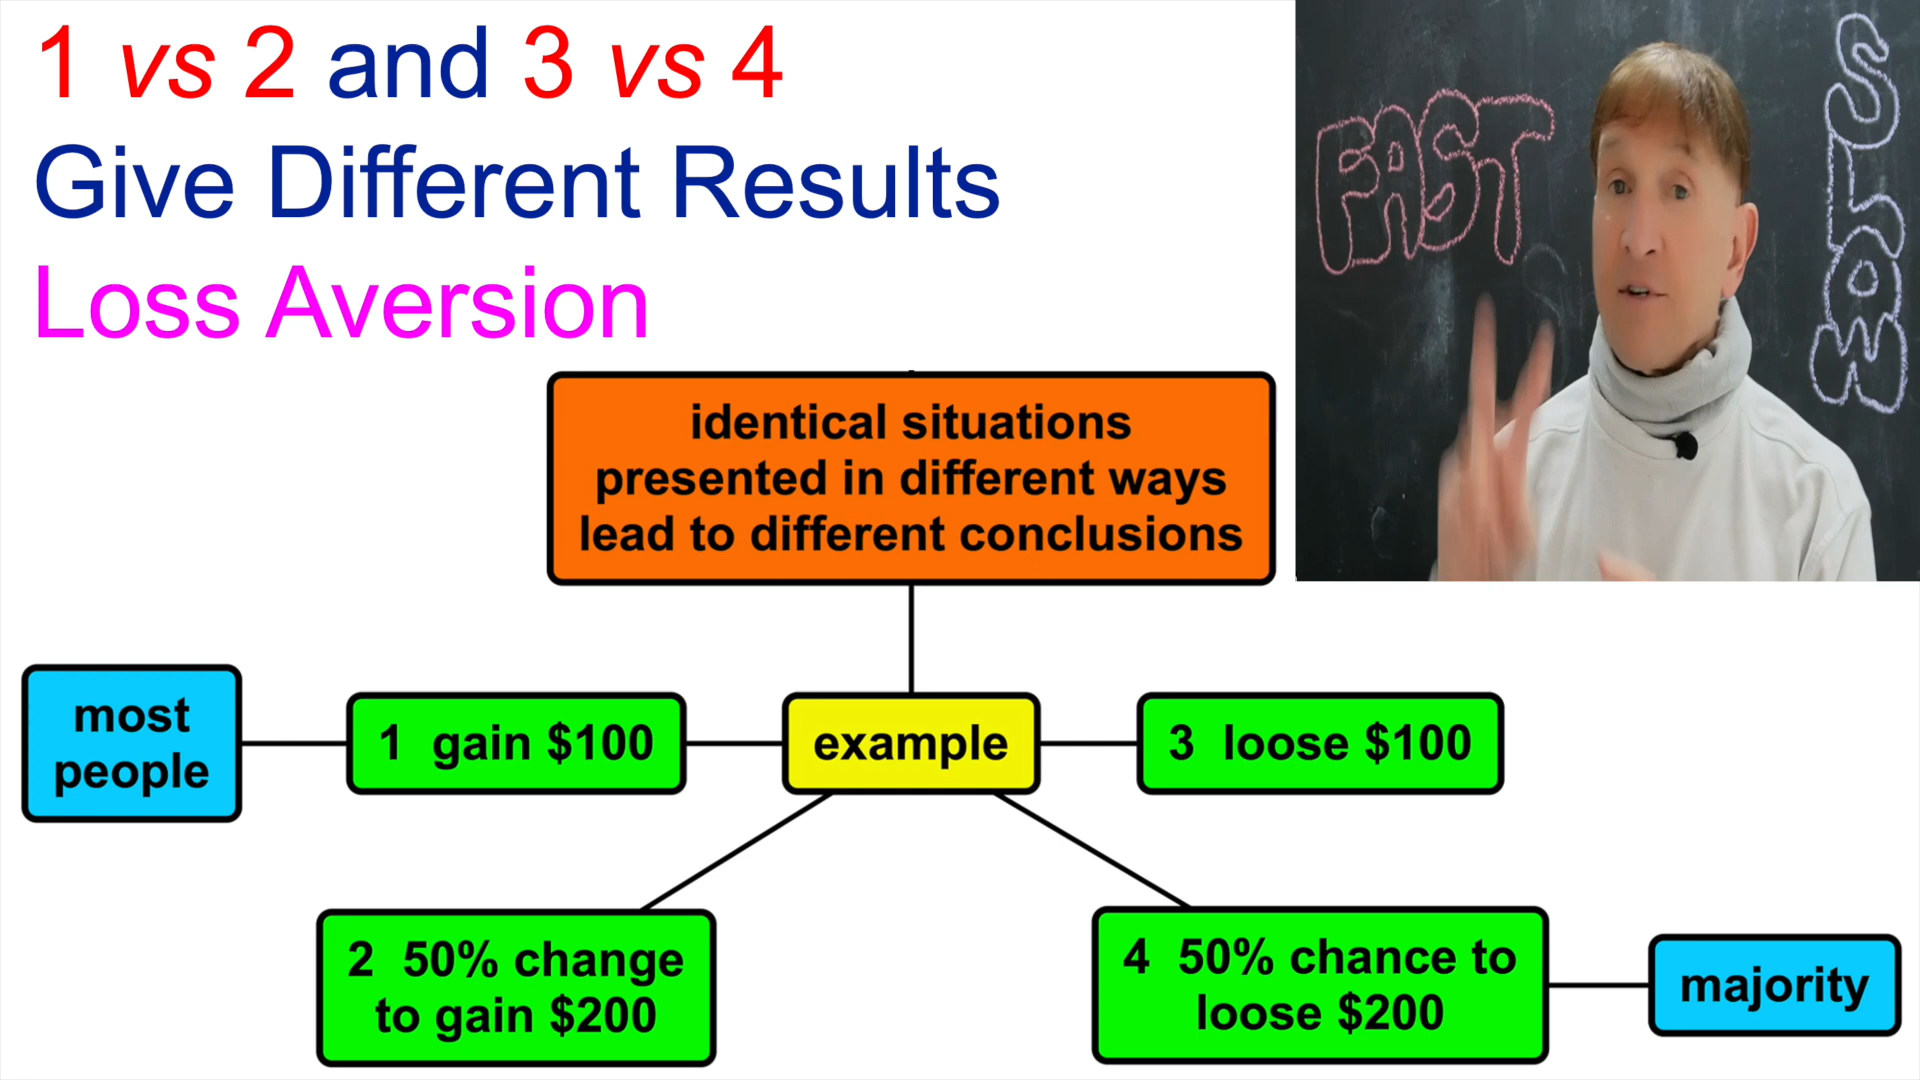 1 vs 2 and 3 vs 4
Give Different Results
Loss Aversion
FAST
SLOW
identical situations
presented in different ways
lead to different conclusions
most
people
1 gain $100
example
3 loose $100
2 50% change
to gain $200
4 50% chance to
loose $200
majority